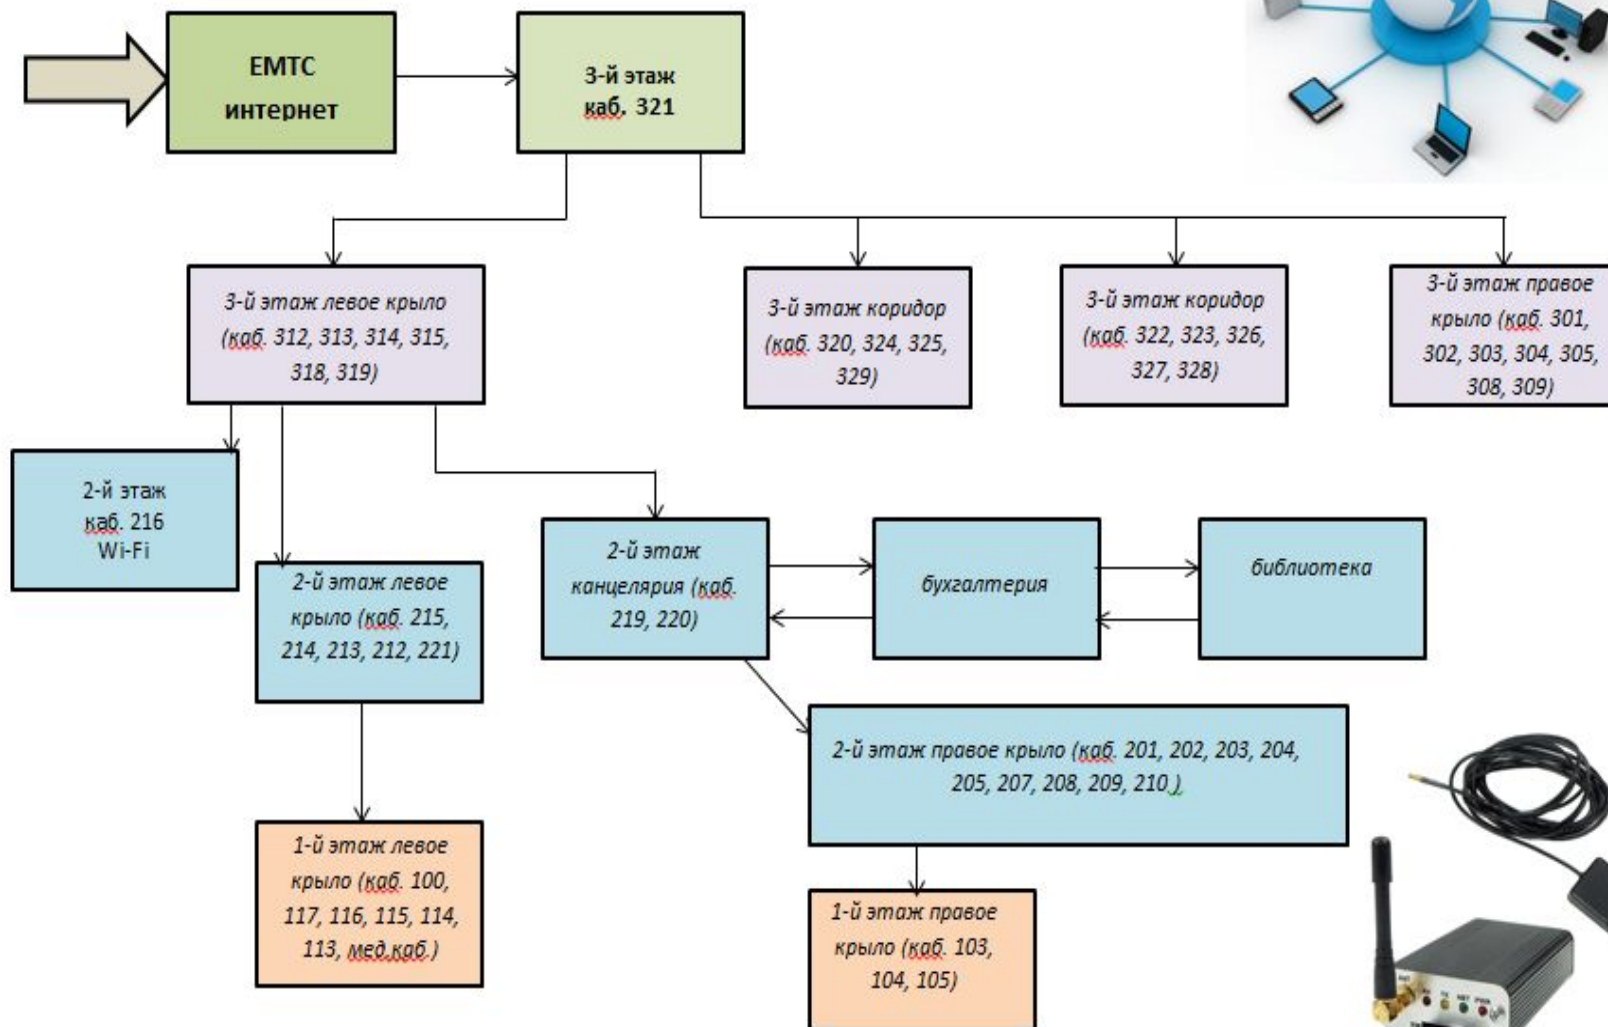 ЕМТС
интернет
3-й этаж
каб. 321
3-й этаж левое крыло
(каб. 312, 313, 314, 315,
318, 319)
3-й этаж коридор
(каб. 320, 324, 325,
329)
3-й этаж коридор
(каб. 322, 323, 326,
327, 328)
3-й этаж правое
крыло (каб. 301,
302, 303, 304, 305,
308, 309)
2-й этаж
каб. 216
Wi-Fi
2-й этаж левое
крыло (каб. 215,
214, 213, 212, 221)
2-й этаж
канцелярия (каб.
219, 220)
бухгалтерия
библиотека
2-й этаж правое крыло (каб. 201, 202, 203, 204,
205, 207, 208, 209, 210 )
1-й этаж левое
крыло (каб. 100,
117, 116, 115, 114,
113, мед.каб.)
1-й этаж правое
крыло (каб. 103,
104, 105)